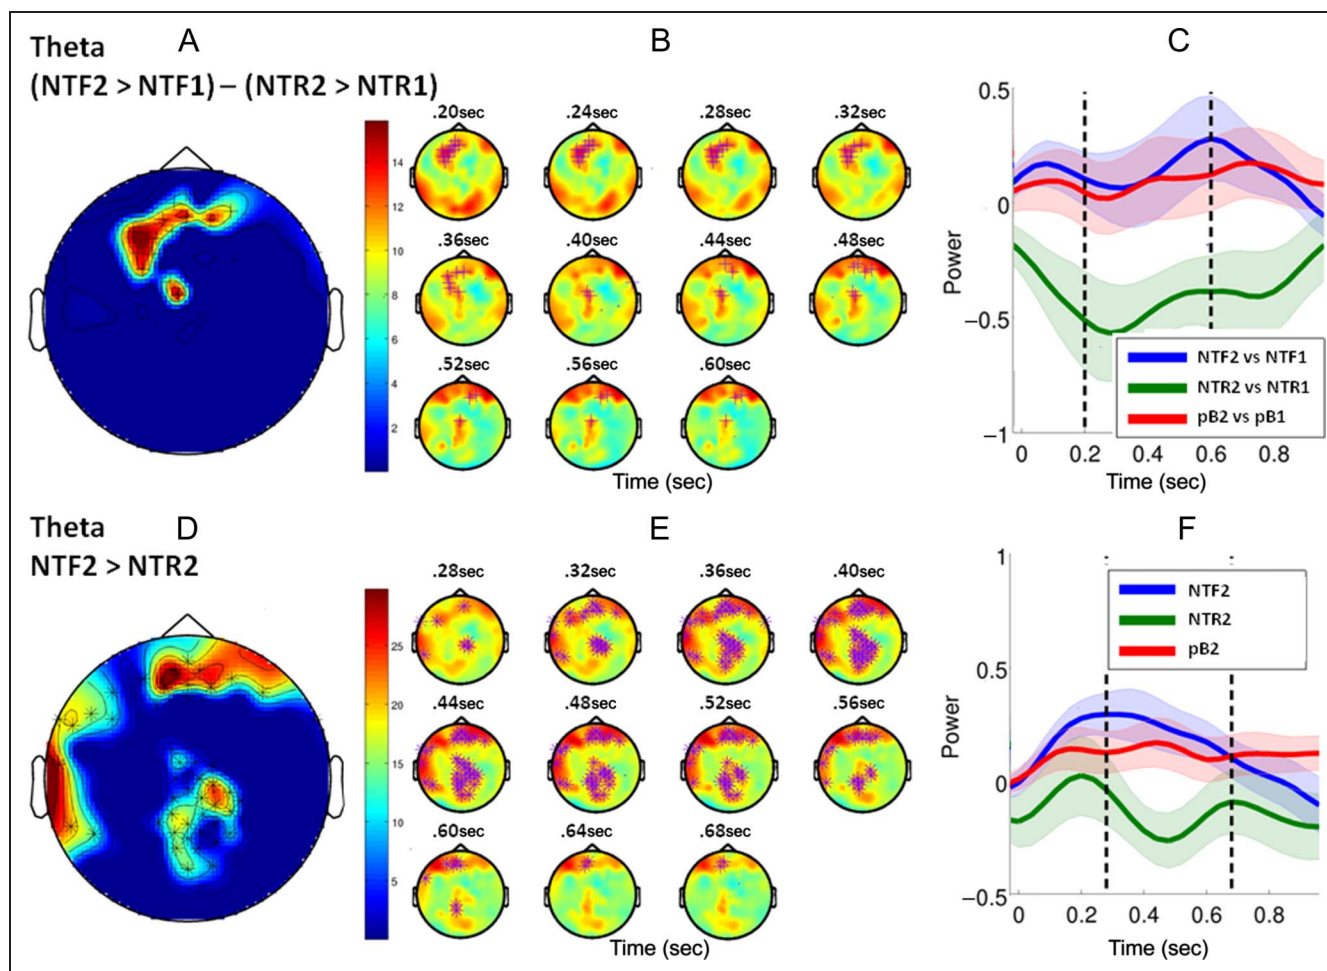 Theta
A
B
C
(NTF2 > NTF1) – (NTR2 > NTR1)
14
12
10
8
6
4
2
.20sec .24sec .28sec .32sec
.36sec .40sec .44sec .48sec
.52sec .56sec .60sec
Time (sec)
0.5
0
−0.5
−1
Power
NTF2 vs NTF1
NTR2 vs NTR1
pB2 vs pB1
0 0.2 0.4 0.6 0.8
Time (sec)
Theta
D
E
F
NTF2 > NTR2
25
20
15
10
5
.28sec .32sec .36sec .40sec
.44sec .48sec .52sec .56sec
.60sec .64sec .68sec
Time (sec)
1
0.5
0
−0.5
Power
NTF2
NTR2
pB2
0 0.2 0.4 0.6 0.8
Time (sec)